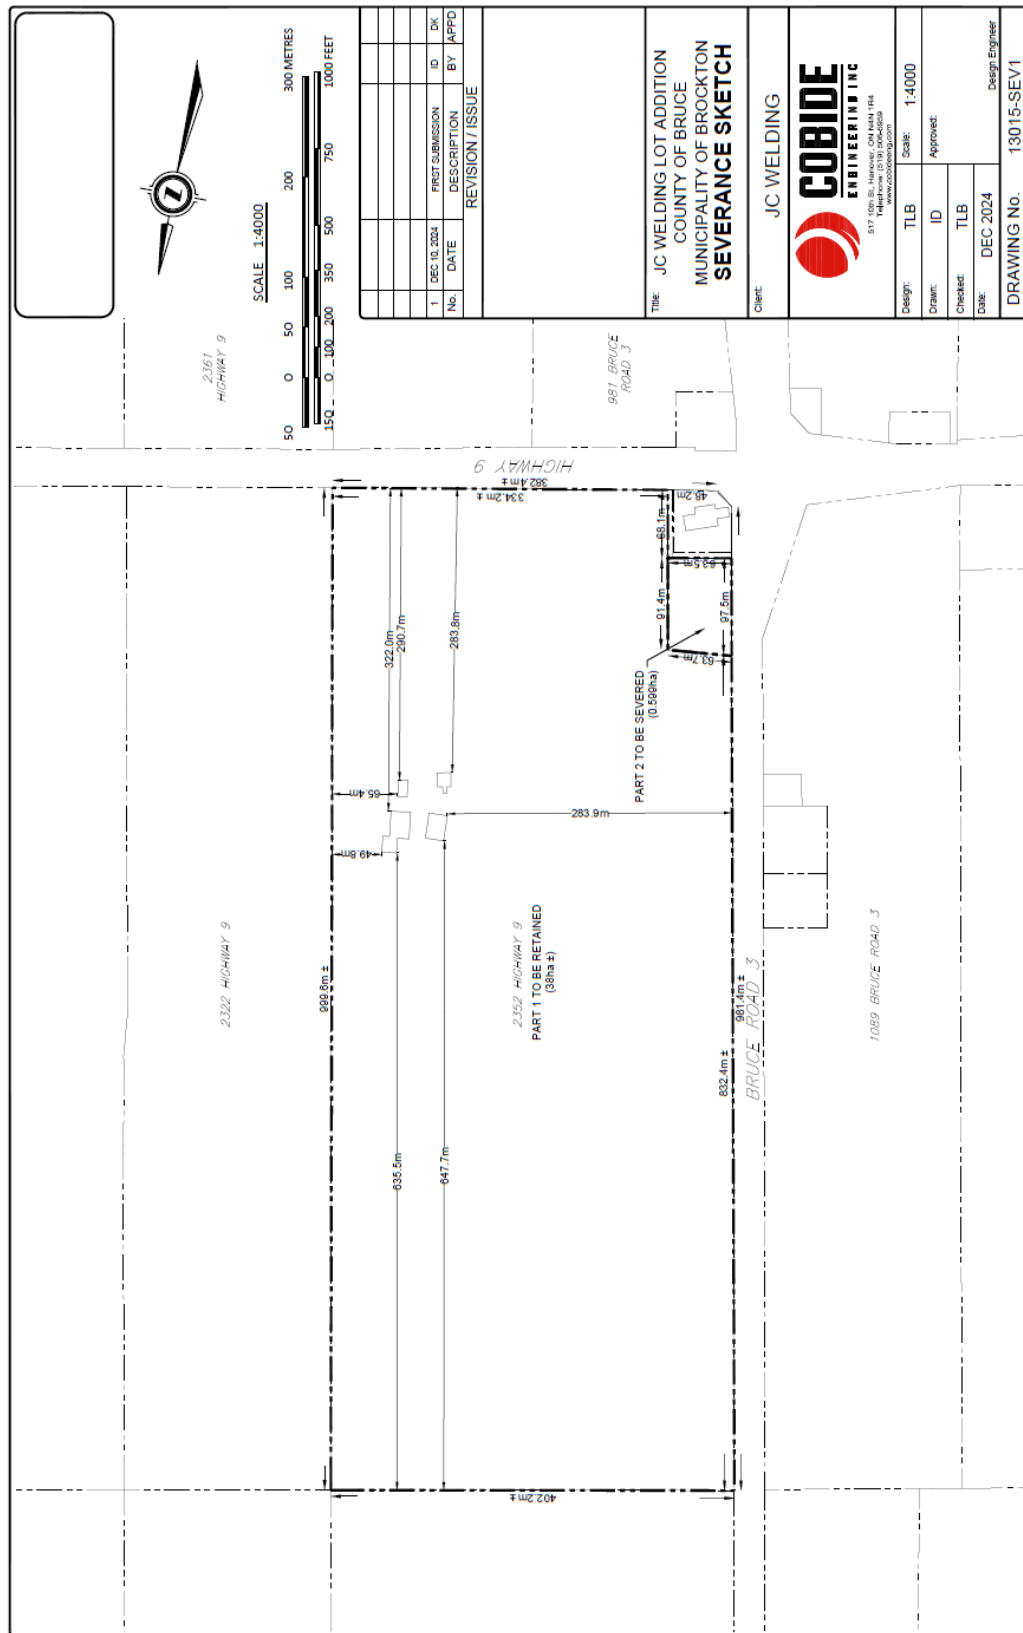 SCALE 1:4000
50 0 50 100 200 300 METRES
150 0 100 200 350 500 750 1000 FEET
1 DEC 10, 2024 FIRST SUBMISSION ID DK
No. DATE DESCRIPTION BY APPD
REVISION / ISSUE
Title:
JC WELDING LOT ADDITION
COUNTY OF BRUCE
MUNICIPALITY OF BROCKTON
SEVERANCE SKETCH
Client:
JC WELDING
COBIDE
ENGINEERING INC
517 10th St. Hanover, ON N4N 1R4
Telephone: (519) 506-5959
www.cobideeng.com
Design: TLB
Scale: 1:4000
Drawn: ID
Approved:
Checked: TLB
Date: DEC 2024
Design Engineer
DRAWING No. 13015-SEV1
2361
HIGHWAY 9
981 BRUCE
ROAD 3
HIGHWAY 9
382.4m ±
334.2m ±
48.2m
68.1m
63.5m
91.4m
97.5m
63.7m
322.0m
290.7m
283.8m
65.4m
49.8m
283.9m
PART 2 TO BE SEVERED
(0.599ha)
2322 HIGHWAY 9
999.6m ±
2352 HIGHWAY 9
PART 1 TO BE RETAINED
(38ha ±)
981.4m ±
832.4m ±
BRUCE ROAD 3
1089 BRUCE ROAD 3
635.5m
647.7m
402.2m ±